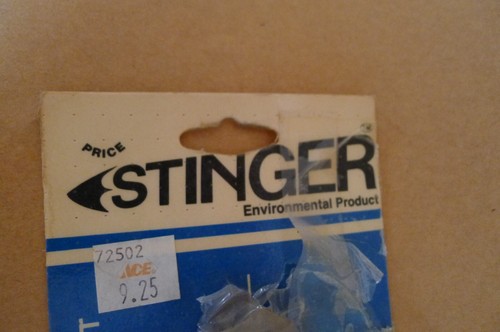 PRICE
STINGER
Environmental Product
72502
ACE
9.25
T